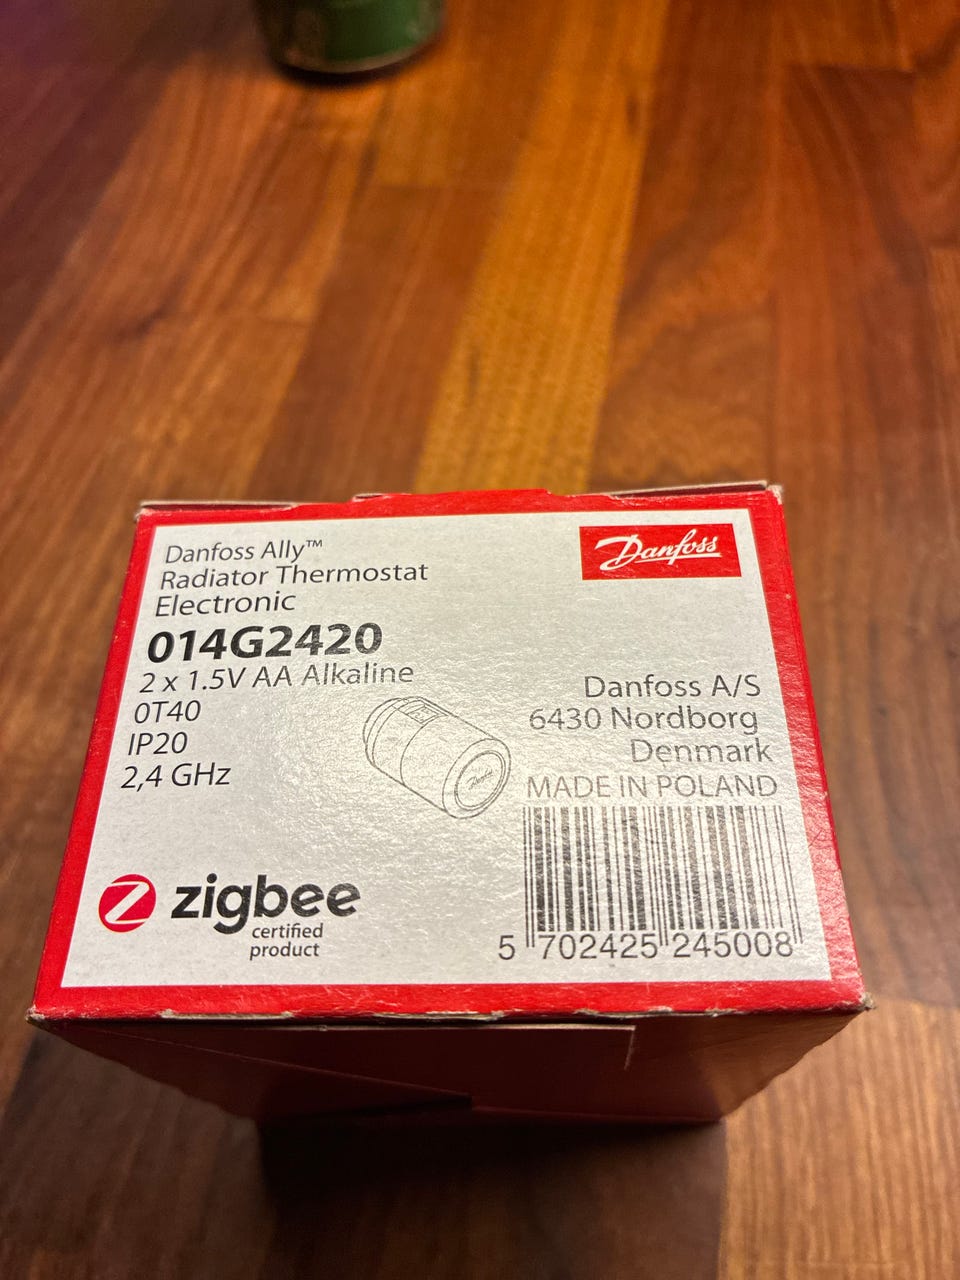 Danfoss Ally™
Radiator Thermostat
Electronic
014G2420
2 x 1.5V AA Alkaline
0T40
IP20
2,4 GHz
Danfoss
Danfoss A/S
6430 Nordborg
Denmark
MADE IN POLAND
Danfoss
zigbee
certified
product
5 702425 245008